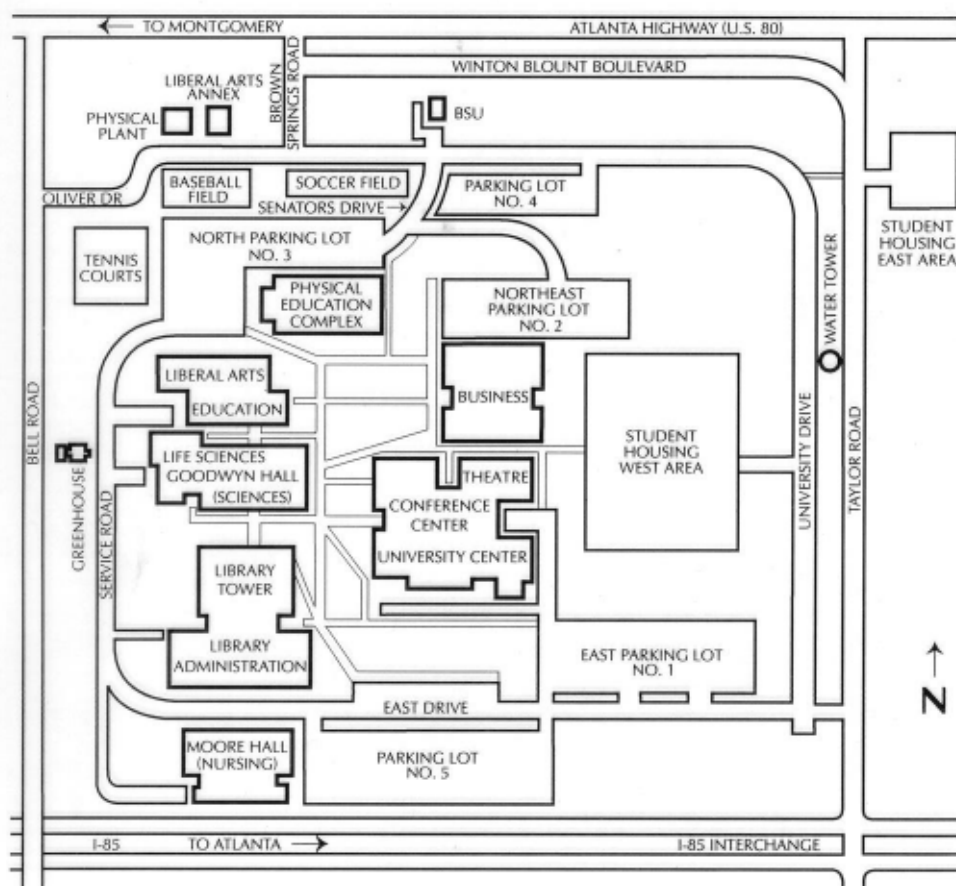 TO MONTGOMERY
ATLANTA HIGHWAY (U.S. 80)
WINTON BLOUNT BOULEVARD
BROWN
SPRINGS ROAD
LIBERAL ARTS
ANNEX
PHYSICAL
PLANT
BSU
OLIVER DR
BASEBALL
FIELD
SOCCER FIELD
SENATORS DRIVE
PARKING LOT
NO. 4
STUDENT
HOUSING
EAST AREA
TENNIS
COURTS
NORTH PARKING LOT
NO. 3
PHYSICAL
EDUCATION
COMPLEX
NORTHEAST
PARKING LOT
NO. 2
WATER TOWER
LIBERAL ARTS
EDUCATION
BUSINESS
BELL ROAD
STUDENT
HOUSING
WEST AREA
UNIVERSITY DRIVE
TAYLOR ROAD
LIFE SCIENCES
GOODWYN HALL
(SCIENCES)
THEATRE
CONFERENCE
CENTER
UNIVERSITY CENTER
GREENHOUSE
SERVICE ROAD
LIBRARY
TOWER
LIBRARY
ADMINISTRATION
EAST PARKING LOT
NO. 1
N
EAST DRIVE
MOORE HALL
(NURSING)
PARKING LOT
NO. 5
I-85
TO ATLANTA
I-85 INTERCHANGE